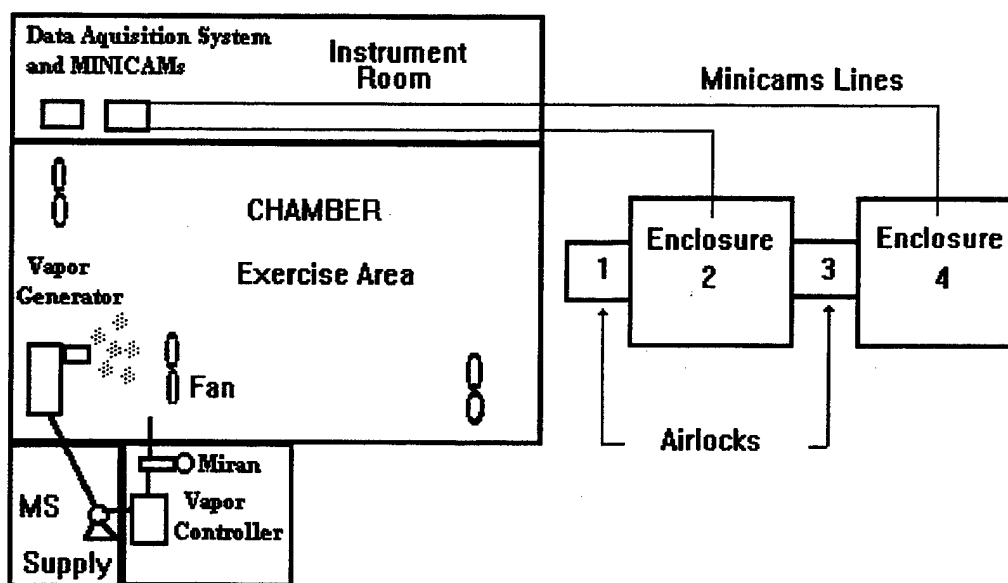 Data Aquisition System
and MINICAMs
Instrument
Room
Minicams Lines
CHAMBER
Exercise Area
Vapor
Generator
Fan
1
Enclosure
2
3
Enclosure
4
Airlocks
Miran
MS
Supply
Vapor
Controller